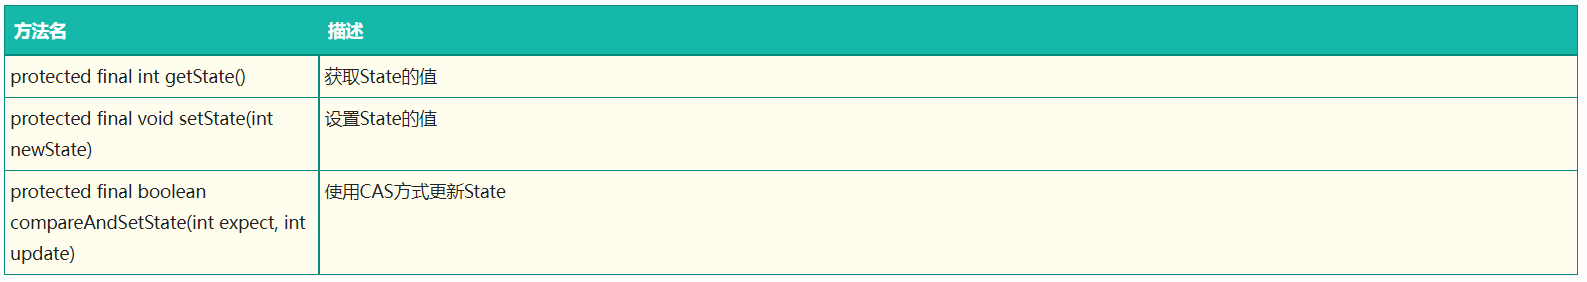 方法名 描述
protected final int getState() 获取State的值
protected final void setState(int 设置State的值
newState)
protected final boolean 使用CAS方式更新State
compareAndSetState(int expect, int
update)